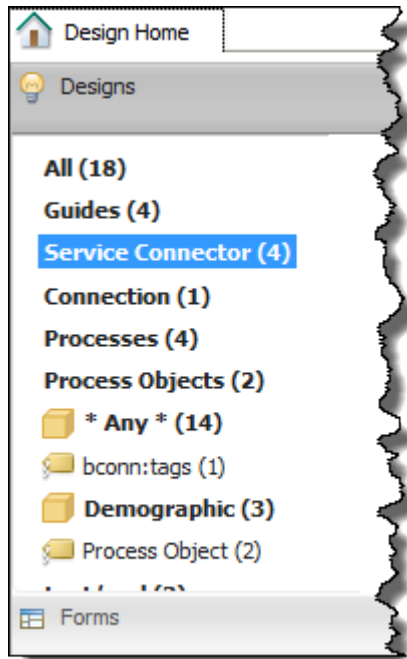 Design Home
Designs
All (18)
Guides (4)
Service Connector (4)
Connection (1)
Processes (4)
Process Objects (2)
* Any * (14)
bconn:tags (1)
Demographic (3)
Process Object (2)
Forms